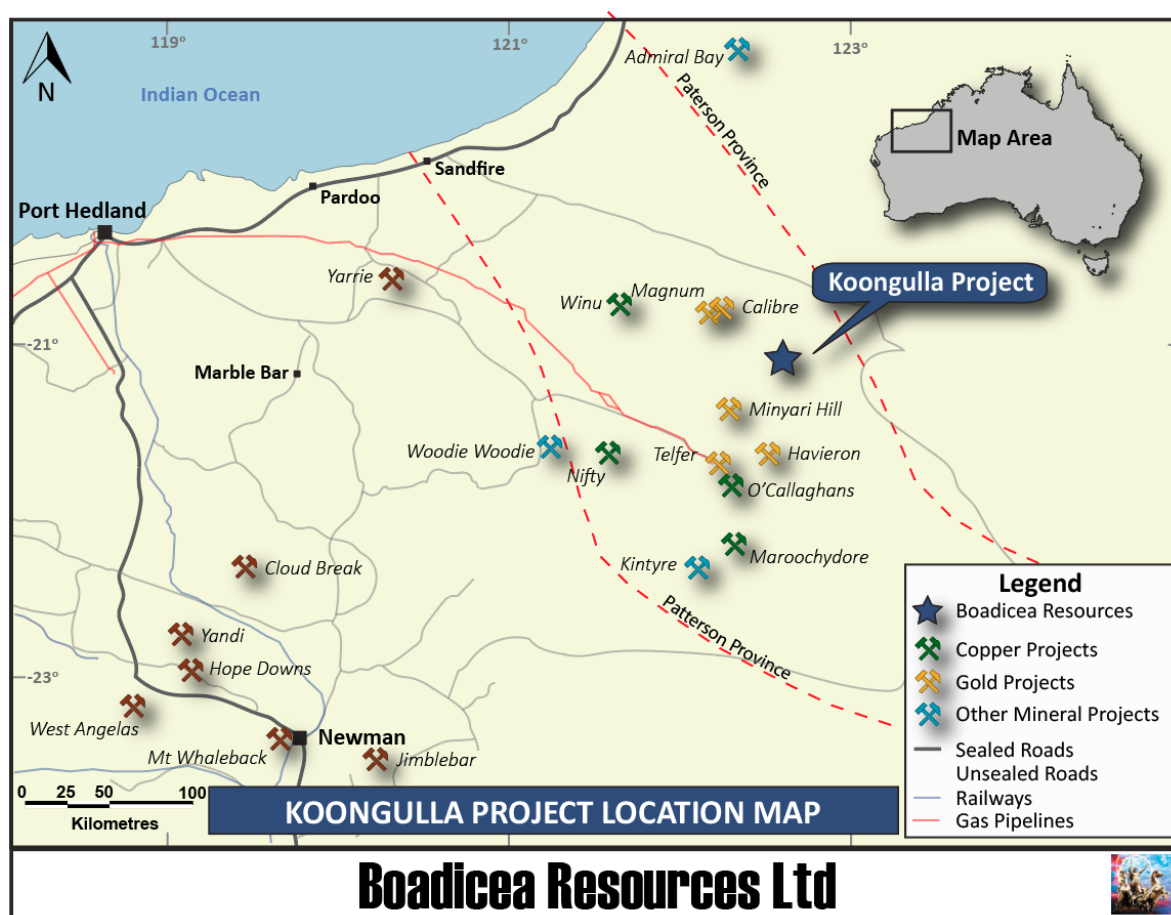 119°
121°
123°
N
Indian Ocean
Admiral Bay
Paterson Province
Map Area
Sandfire
Pardoo
Port Hedland
Koongulla Project
Yarrie
Winu
Magnum
Calibre
-21°
Marble Bar
Minyari Hill
Woodie Woodie
Nifty
Telfer
Havieron
O'Callaghans
Maroochydore
Kintyre
Cloud Break
Patterson Province
Yandi
Hope Downs
-23°
West Angelas
Mt Whaleback
Newman
Jimblebar
0 25 50 100
Kilometres
Legend
Boadicea Resources
Copper Projects
Gold Projects
Other Mineral Projects
Sealed Roads
Unsealed Roads
Railways
Gas Pipelines
KOONGULLA PROJECT LOCATION MAP
Boadicea Resources Ltd